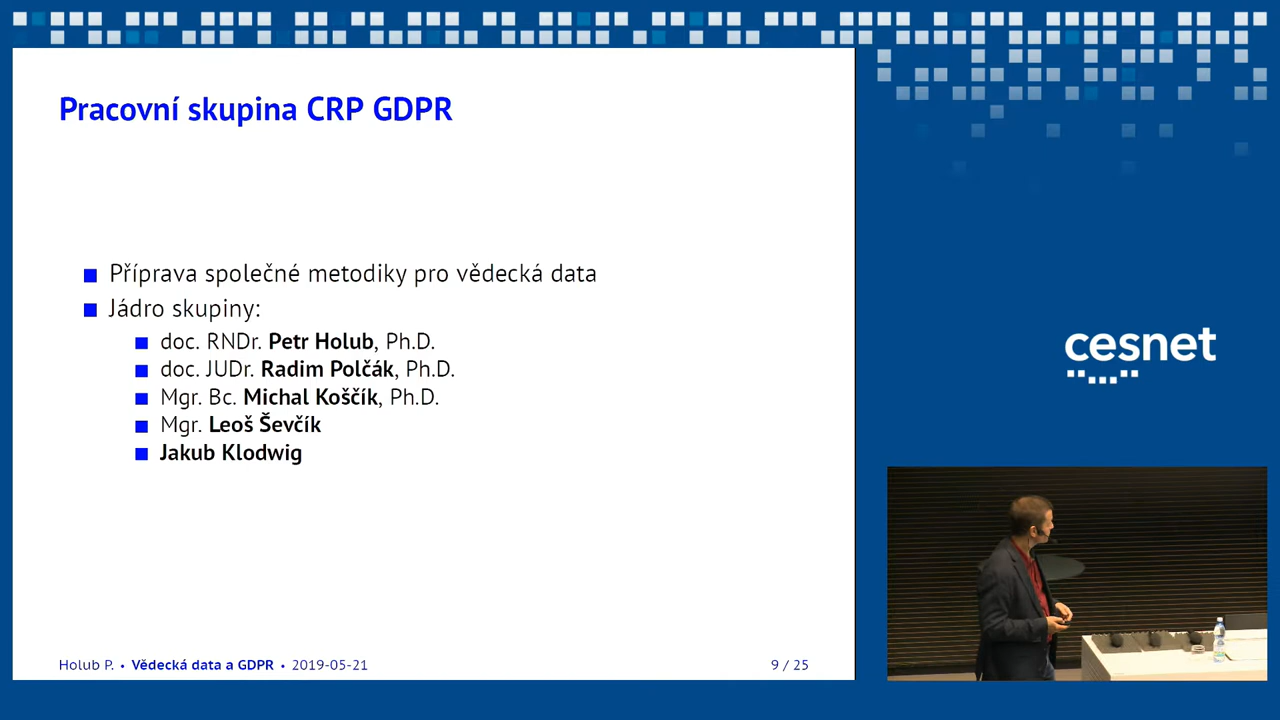 Pracovní skupina CRP GDPR
Příprava společné metodiky pro vědecká data
Jádro skupiny:
doc. RNDr. Petr Holub, Ph.D.
doc. JUDr. Radim Polčák, Ph.D.
Mgr. Bc. Michal Koščík, Ph.D.
Mgr. Leoš Ševčík
Jakub Klodwig
Holub P. • Vědecká data a GDPR • 2019-05-21
9 / 25
cesnet